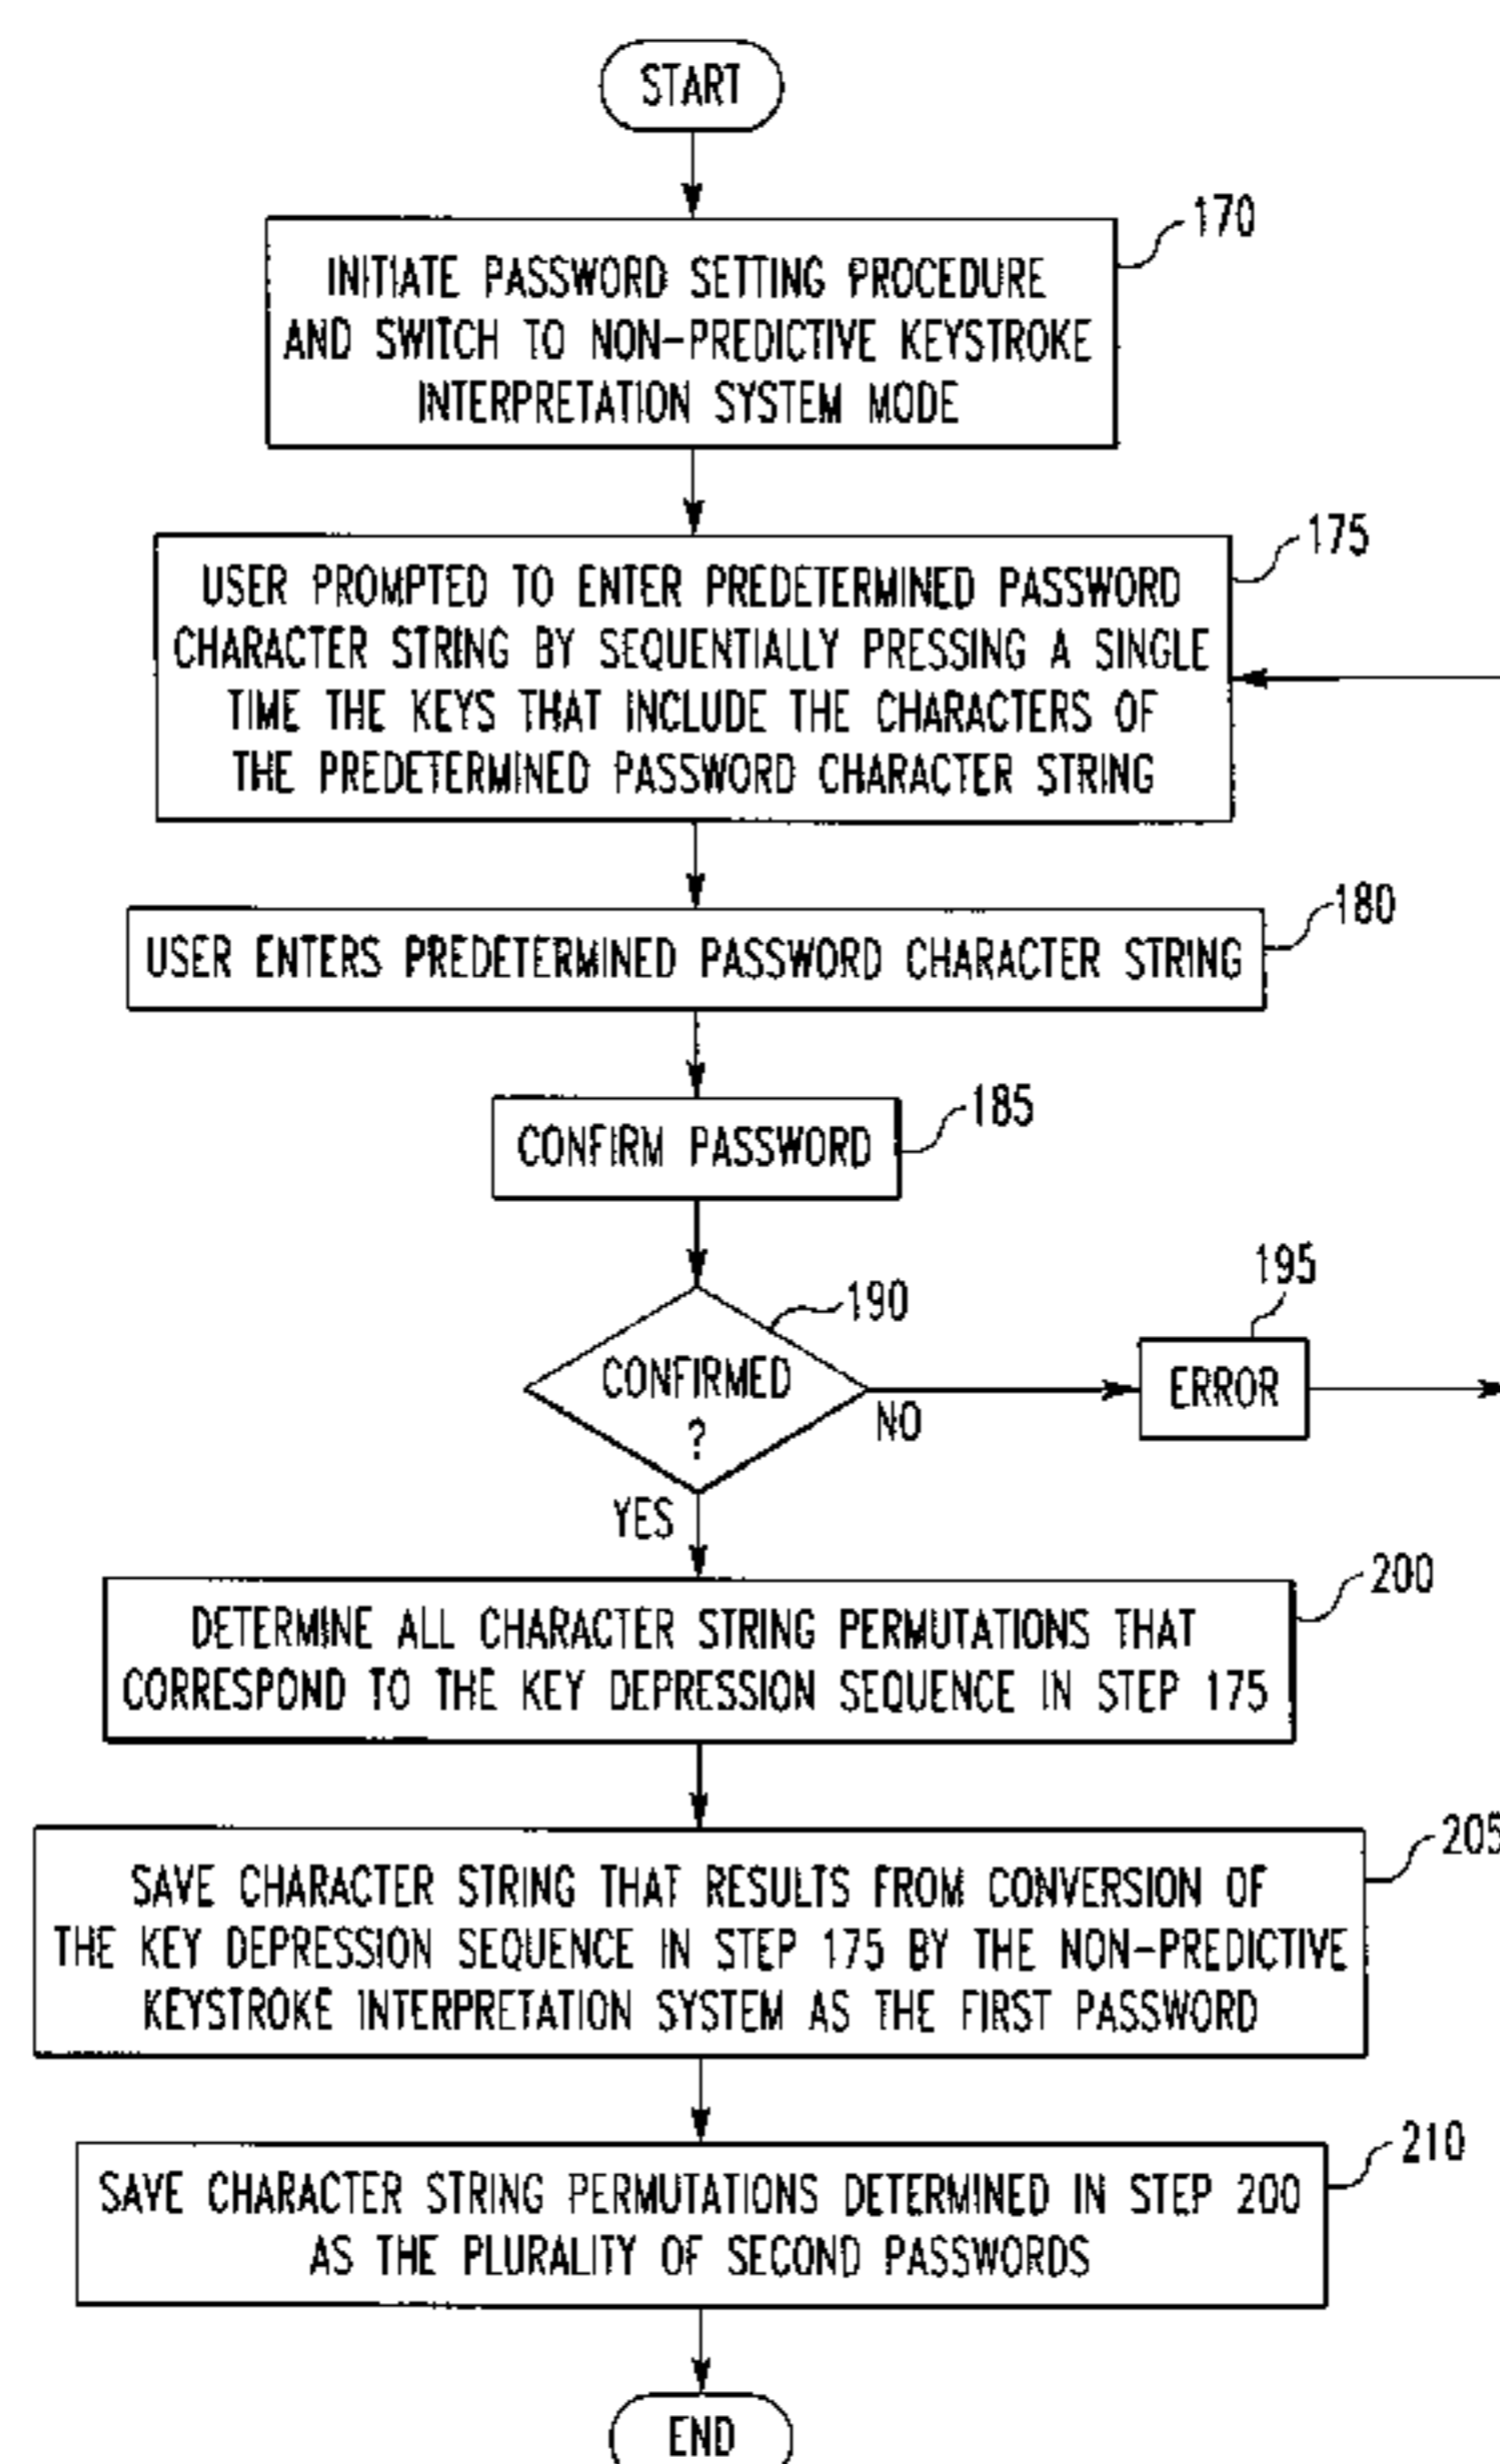 START
170
INITIATE PASSWORD SETTING PROCEDURE
AND SWITCH TO NON-PREDICTIVE KEYSTROKE
INTERPRETATION SYSTEM MODE
175
USER PROMPTED TO ENTER PREDETERMINED PASSWORD
CHARACTER STRING BY SEQUENTIALLY PRESSING A SINGLE
TIME THE KEYS THAT INCLUDE THE CHARACTERS OF
THE PREDETERMINED PASSWORD CHARACTER STRING
180
USER ENTERS PREDETERMINED PASSWORD CHARACTER STRING
185
CONFIRM PASSWORD
190
CONFIRMED
?
NO
195
ERROR
YES
200
DETERMINE ALL CHARACTER STRING PERMUTATIONS THAT
CORRESPOND TO THE KEY DEPRESSION SEQUENCE IN STEP 175
205
SAVE CHARACTER STRING THAT RESULTS FROM CONVERSION OF
THE KEY DEPRESSION SEQUENCE IN STEP 175 BY THE NON-PREDICTIVE
KEYSTROKE INTERPRETATION SYSTEM AS THE FIRST PASSWORD
210
SAVE CHARACTER STRING PERMUTATIONS DETERMINED IN STEP 200
AS THE PLURALITY OF SECOND PASSWORDS
END